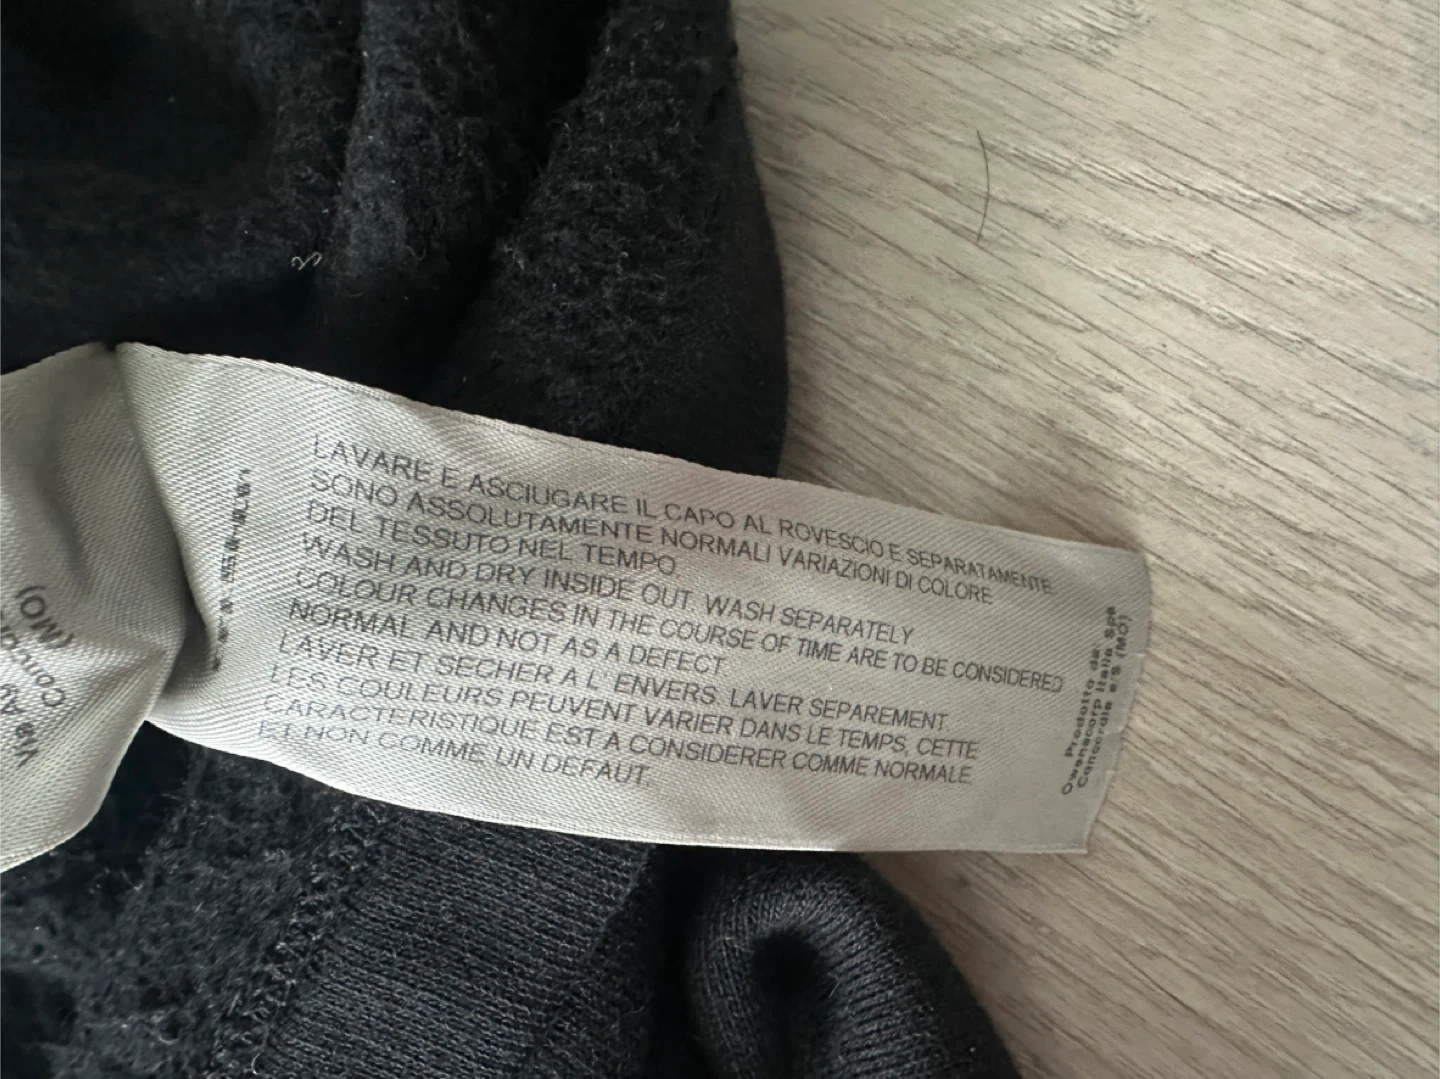 LAVARE E ASCIUGARE IL CAPO AL ROVESCIO E SEPARATAMENTE
SONO ASSOLUTAMENTE NORMALI VARIAZIONI DI COLORE
DEL TESSUTO NEL TEMPO.
WASH AND DRY INSIDE OUT. WASH SEPARATELY
COLOUR CHANGES IN THE COURSE OF TIME ARE TO BE CONSIDERED
NORMAL AND NOT AS A DEFECT
LAVER ET SECHER A L' ENVERS. LAVER SEPAREMENT
LES COULEURS PEUVENT VARIER DANS LE TEMPS, CETTE
CARACTTRISTIQUE EST A CONSIDERER COMME NORMALE,
ET NON COMME UN DEFAUT.
Prodotto da
Owenscorp Italia Spa
(MO)
Via
(MO)